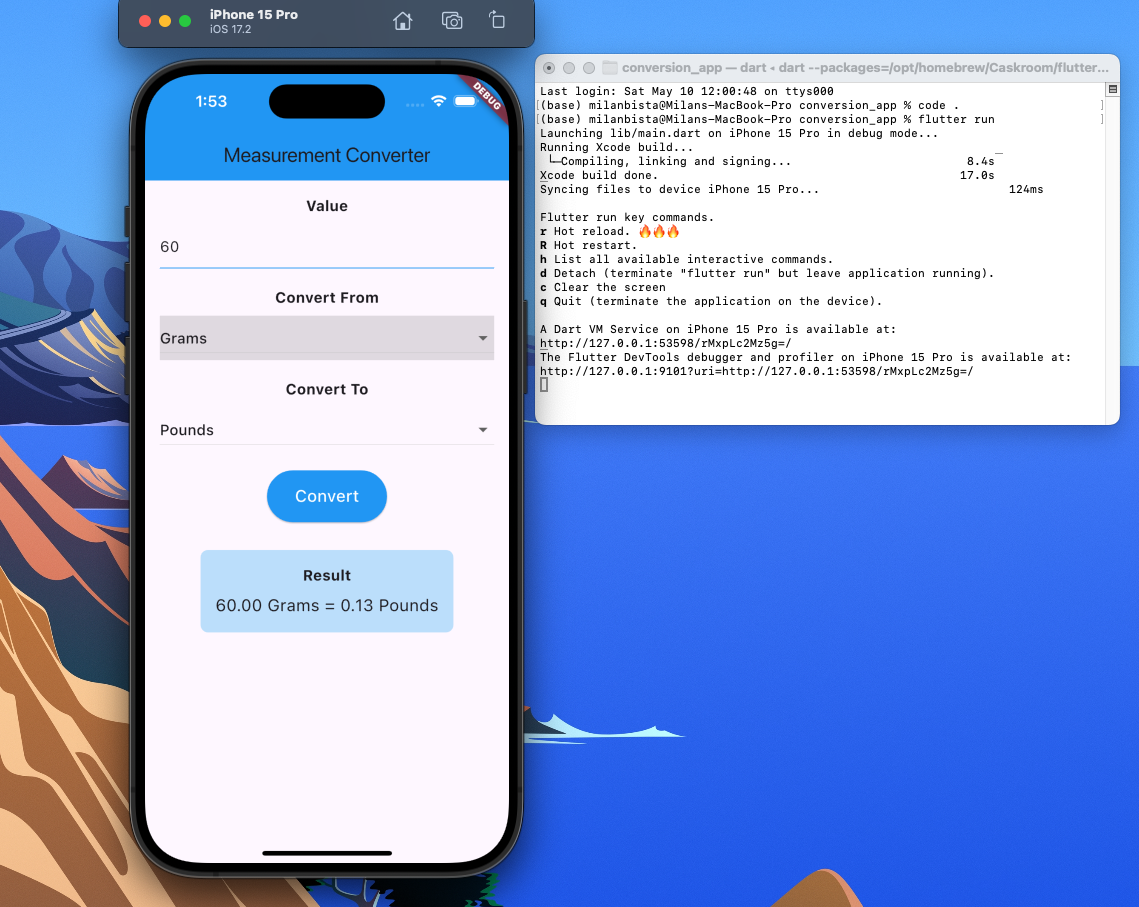 iPhone 15 Pro
iOS 17.2
1:53
DEBUG
Measurement Converter
Value
60
Convert From
Grams
Convert To
Pounds
Convert
Result
60.00 Grams = 0.13 Pounds
conversion_app — dart ◂ dart --packages=/opt/homebrew/Caskroom/flutter...
Last login: Sat May 10 12:00:48 on ttys000
[(base) milanbista@Milans-MacBook-Pro conversion_app % code . ]
[(base) milanbista@Milans-MacBook-Pro conversion_app % flutter run ]
Launching lib/main.dart on iPhone 15 Pro in debug mode...
Running Xcode build...
└─Compiling, linking and signing... 8.4s
Xcode build done. 17.0s
Syncing files to device iPhone 15 Pro... 124ms
Flutter run key commands.
r Hot reload. 🔥🔥🔥
R Hot restart.
h List all available interactive commands.
d Detach (terminate "flutter run" but leave application running).
c Clear the screen
q Quit (terminate the application on the device).
A Dart VM Service on iPhone 15 Pro is available at:
http://127.0.0.1:53598/rMxpLc2Mz5g=/
The Flutter DevTools debugger and profiler on iPhone 15 Pro is available at:
http://127.0.0.1:9101?uri=http://127.0.0.1:53598/rMxpLc2Mz5g=/